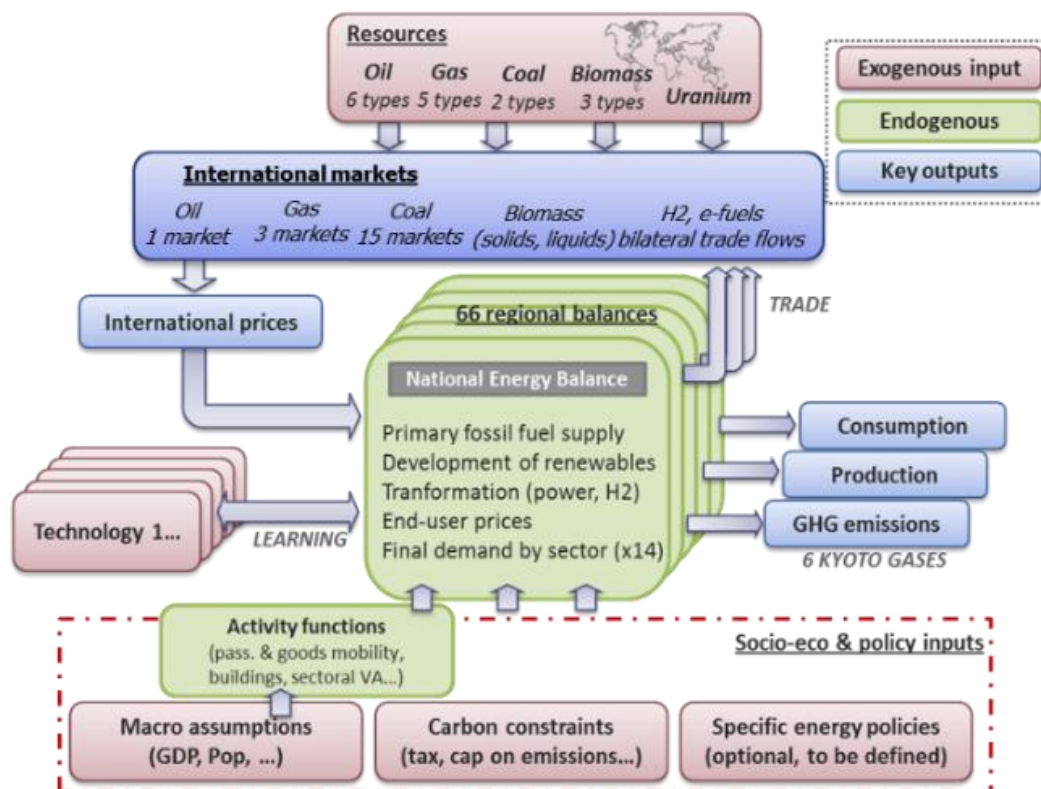 Resources
Oil Gas Coal Biomass Uranium
6 types 5 types 2 types 3 types
Exogenous input
Endogenous
Key outputs
International markets
Oil Gas Coal Biomass H2, e-fuels
1 market 3 markets 15 markets (solids, liquids) bilateral trade flows
International prices
TRADE
66 regional balances
National Energy Balance
Primary fossil fuel supply
Development of renewables
Tranformation (power, H2)
End-user prices
Final demand by sector (x14)
Technology 1...
LEARNING
Consumption
Production
GHG emissions
6 KYOTO GASES
Activity functions
(pass. & goods mobility,
buildings, sectoral VA...)
Socio-eco & policy inputs
Macro assumptions
(GDP, Pop, ...)
Carbon constraints
(tax, cap on emissions...)
Specific energy policies
(optional, to be defined)